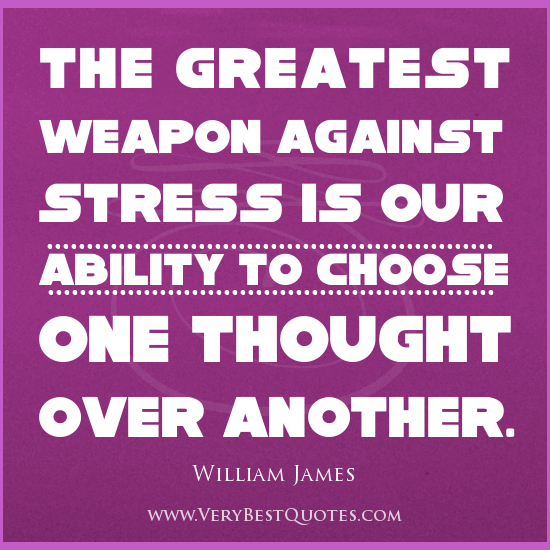 THE GREATEST
WEAPON AGAINST
STRESS IS OUR
ABILITY TO CHOOSE
ONE THOUGHT
OVER ANOTHER.
WILLIAM JAMES
WWW.VERYBESTQUOTES.COM